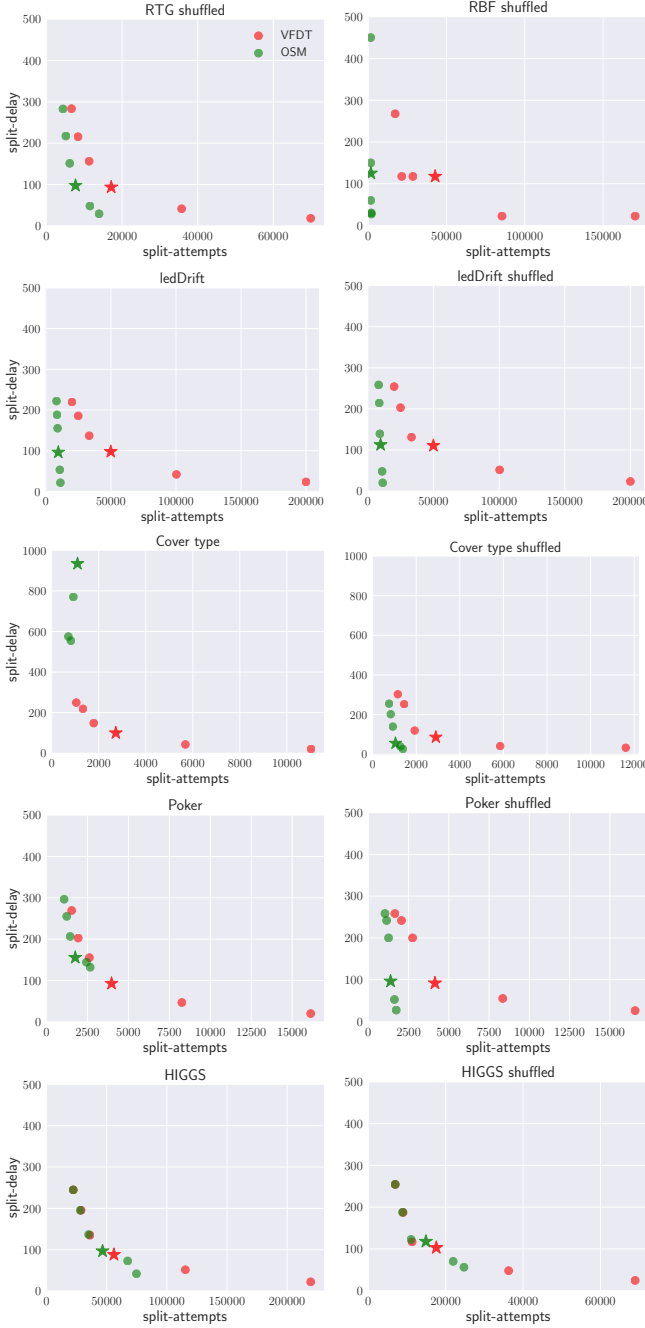 RTG shuffled
500
400
300
200
100
0
split-delay
VFDT
OSM
0 20000 40000 60000
split-attempts
RBF shuffled
500
400
300
200
100
0
0 50000 100000 150000
split-attempts
ledDrift
500
400
300
200
100
0
split-delay
0 50000 100000 150000 200000
split-attempts
ledDrift shuffled
500
400
300
200
100
0
0 50000 100000 150000 200000
split-attempts
Cover type
1000
800
600
400
200
0
split-delay
0 2000 4000 6000 8000 10000
split-attempts
Cover type shuffled
1000
800
600
400
200
0
0 2000 4000 6000 8000 10000 12000
split-attempts
Poker
500
400
300
200
100
0
split-delay
0 2500 5000 7500 10000 12500 15000
split-attempts
Poker shuffled
500
400
300
200
100
0
0 2500 5000 7500 10000 12500 15000
split-attempts
HIGGS
500
400
300
200
100
0
split-delay
0 50000 100000 150000 200000
split-attempts
HIGGS shuffled
500
400
300
200
100
0
0 20000 40000 60000
split-attempts